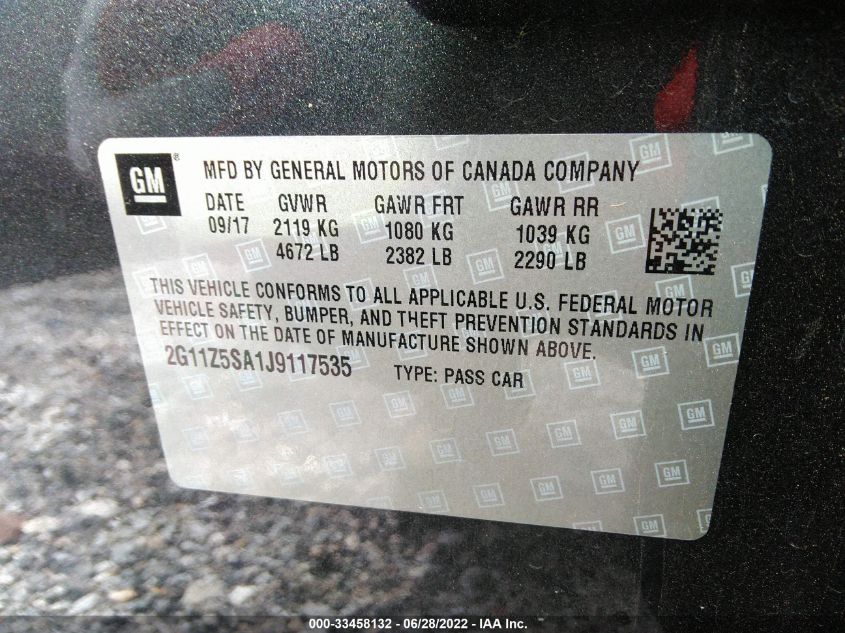 GM
MFD BY GENERAL MOTORS OF CANADA COMPANY
DATE GVWR GAWR FRT GAWR RR
09/17 2119 KG 1080 KG 1039 KG
4672 LB 2382 LB 2290 LB
THIS VEHICLE CONFORMS TO ALL APPLICABLE U.S. FEDERAL MOTOR
VEHICLE SAFETY, BUMPER, AND THEFT PREVENTION STANDARDS IN
EFFECT ON THE DATE OF MANUFACTURE SHOWN ABOVE.
2G11Z5SA1J9117535 TYPE: PASS CAR
000-33458132 - 06/28/2022 - IAA Inc.